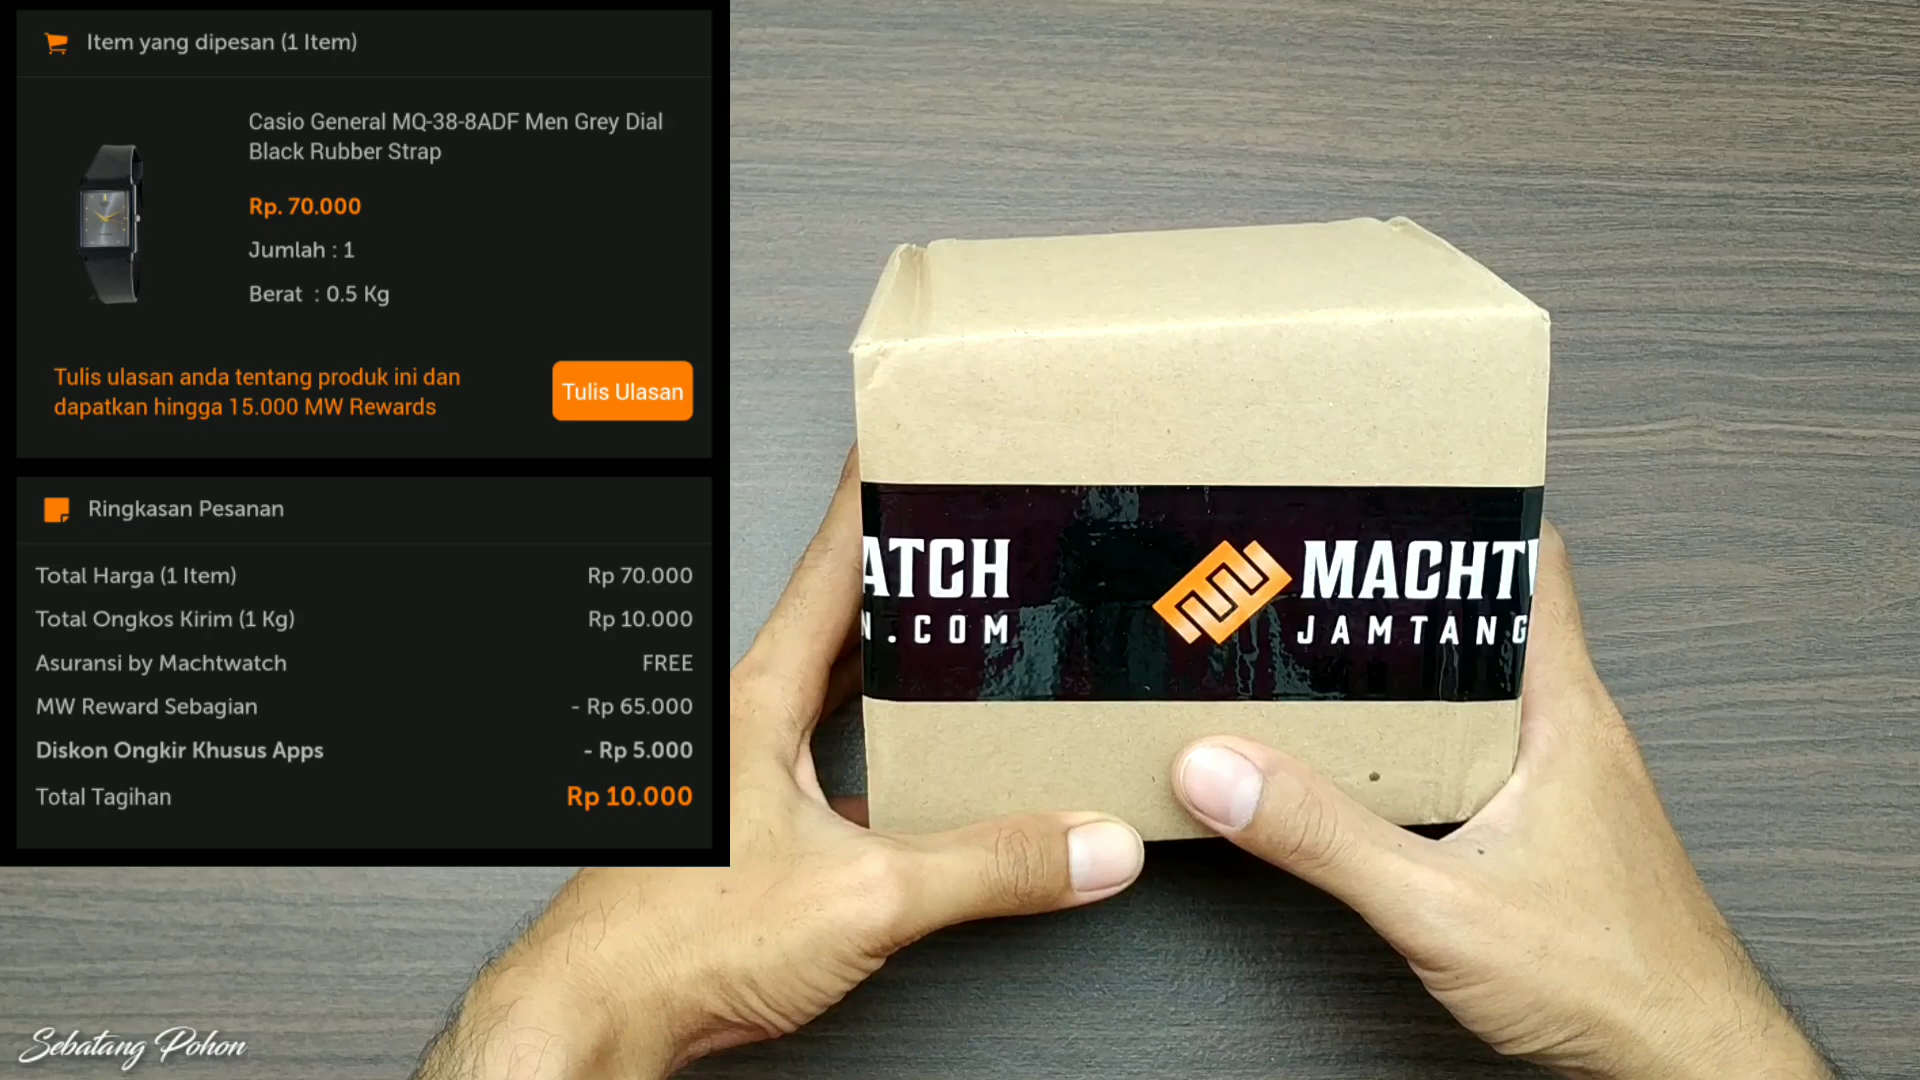 Item yang dipesan (1 Item)
Casio General MQ-38-8ADF Men Grey Dial
Black Rubber Strap
Rp. 70.000
Jumlah : 1
Berat : 0.5 Kg
Tulis ulasan anda tentang produk ini dan
dapatkan hingga 15.000 MW Rewards
Tulis Ulasan
Ringkasan Pesanan
Total Harga (1 Item) Rp 70.000
Total Ongkos Kirim (1 Kg) Rp 10.000
Asuransi by Machtwatch FREE
MW Reward Sebagian - Rp 65.000
Diskon Ongkir Khusus Apps - Rp 5.000
Total Tagihan Rp 10.000
ATCH
N.COM
MACHTW
JAMTANG
Sebatang Pohon